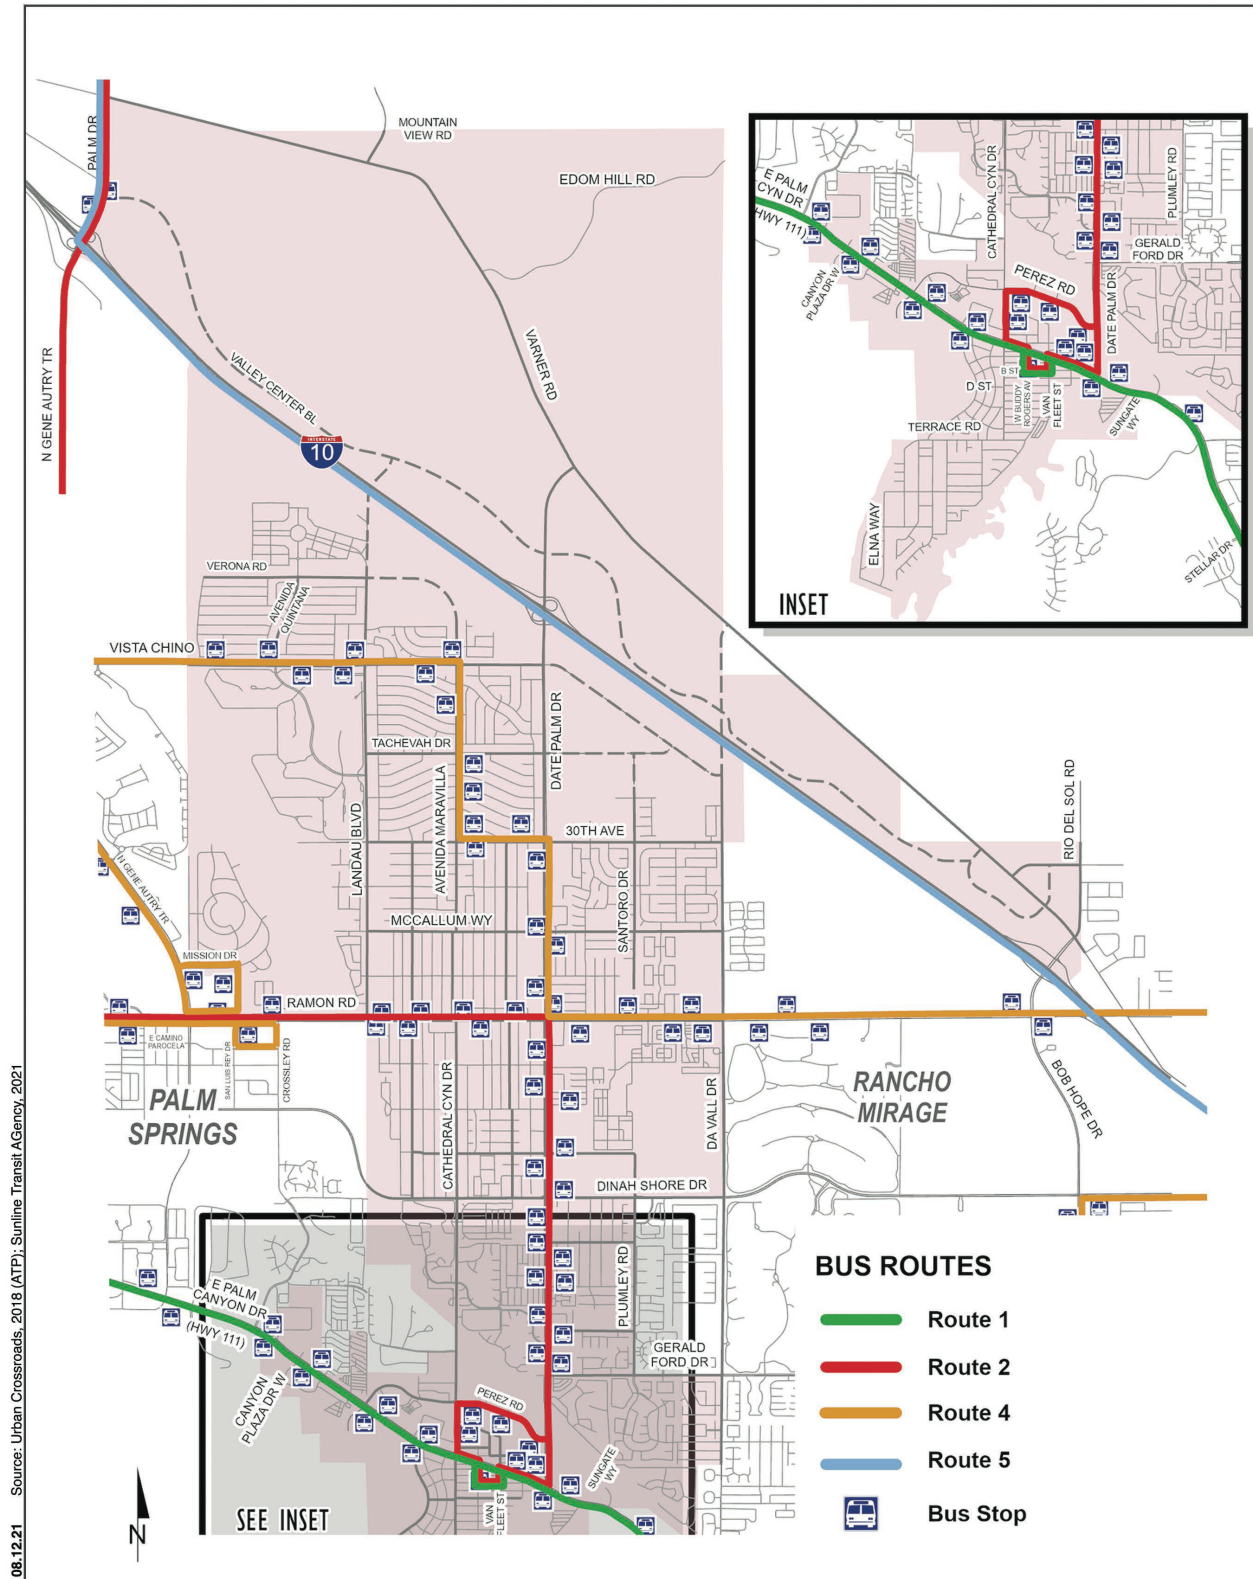 PALM DR
MOUNTAIN
VIEW RD
EDOM HILL RD
N GENE AUTRY TR
VALLEY CENTER BL
VARNER RD
INTERSTATE
10
E PALM
CYN DR
(HWY 111)
CATHEDRAL CYN DR
PLUMLEY RD
GERALD
FORD DR
CANYON
PLAZA DR W
PEREZ RD
DATE PALM DR
B ST
D ST
W BUDDY
ROGERS AV
VAN
FLEET ST
SUNGATE
WY
TERRACE RD
ELNA WAY
STELLAR DR
INSET
VERONA RD
AVENIDA
QUINTANA
VISTA CHINO
TACHEVAH DR
DATE PALM DR
LANDAU BLVD
AVENIDA MARAVILLA
30TH AVE
RIO DEL SOL RD
N GENE AUTRY TR
MCCALLUM WY
SANTORO DR
MISSION DR
RAMON RD
E CAMINO
PAROCELA
SAN LUIS REY DR
CROSSLEY RD
PALM
SPRINGS
CATHEDRAL CYN DR
DA VALL DR
RANCHO
MIRAGE
BOB HOPE DR
DINAH SHORE DR
E PALM
CANYON DR
(HWY 111)
PLUMLEY RD
GERALD
FORD DR
CANYON
PLAZA DR W
PEREZ RD
SUNGATE
WY
VAN
FLEET ST
SEE INSET
N
BUS ROUTES
Route 1
Route 2
Route 4
Route 5
Bus Stop
08.12.21 Source: Urban Crossroads, 2018 (ATP); Sunline Transit AGency, 2021